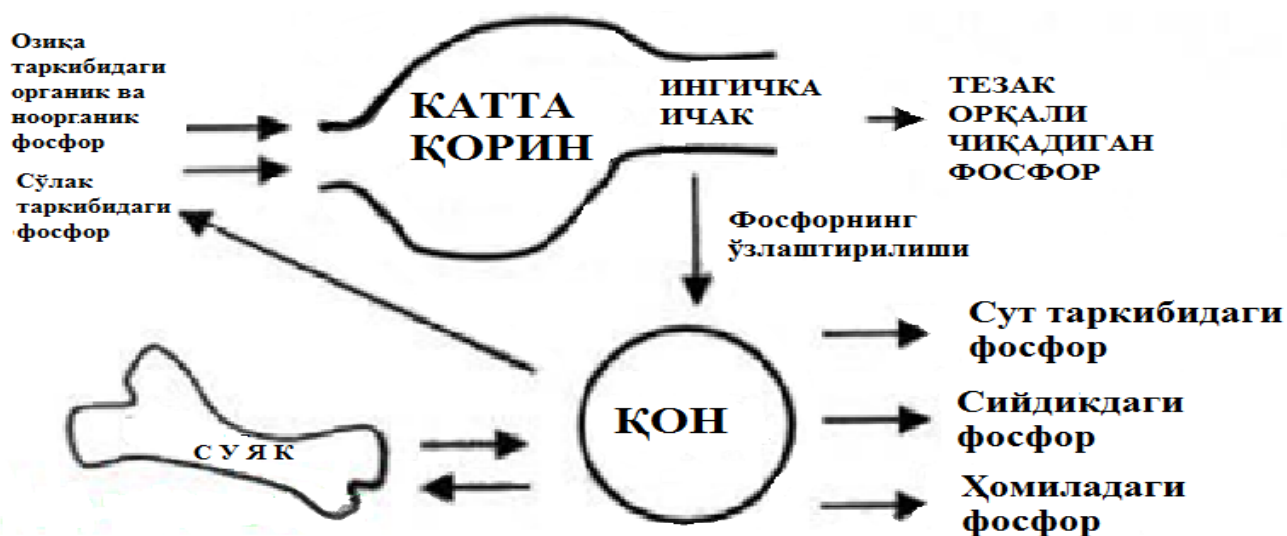 Озиқа
таркибидаги
органик ва
ноорганик
фосфор
Сўлак
таркибидаги
фосфор
КАТТА
ҚОРИН
ИНГИЧКА
ИЧАК
ТЕЗАК
ОРҚАЛИ
ЧИҚАДИГАН
ФОСФОР
Фосфорнинг
ўзлаштирилиши
СУЯК
ҚОН
Сут таркибидаги
фосфор
Сийдикдаги
фосфор
Ҳомиладаги
фосфор